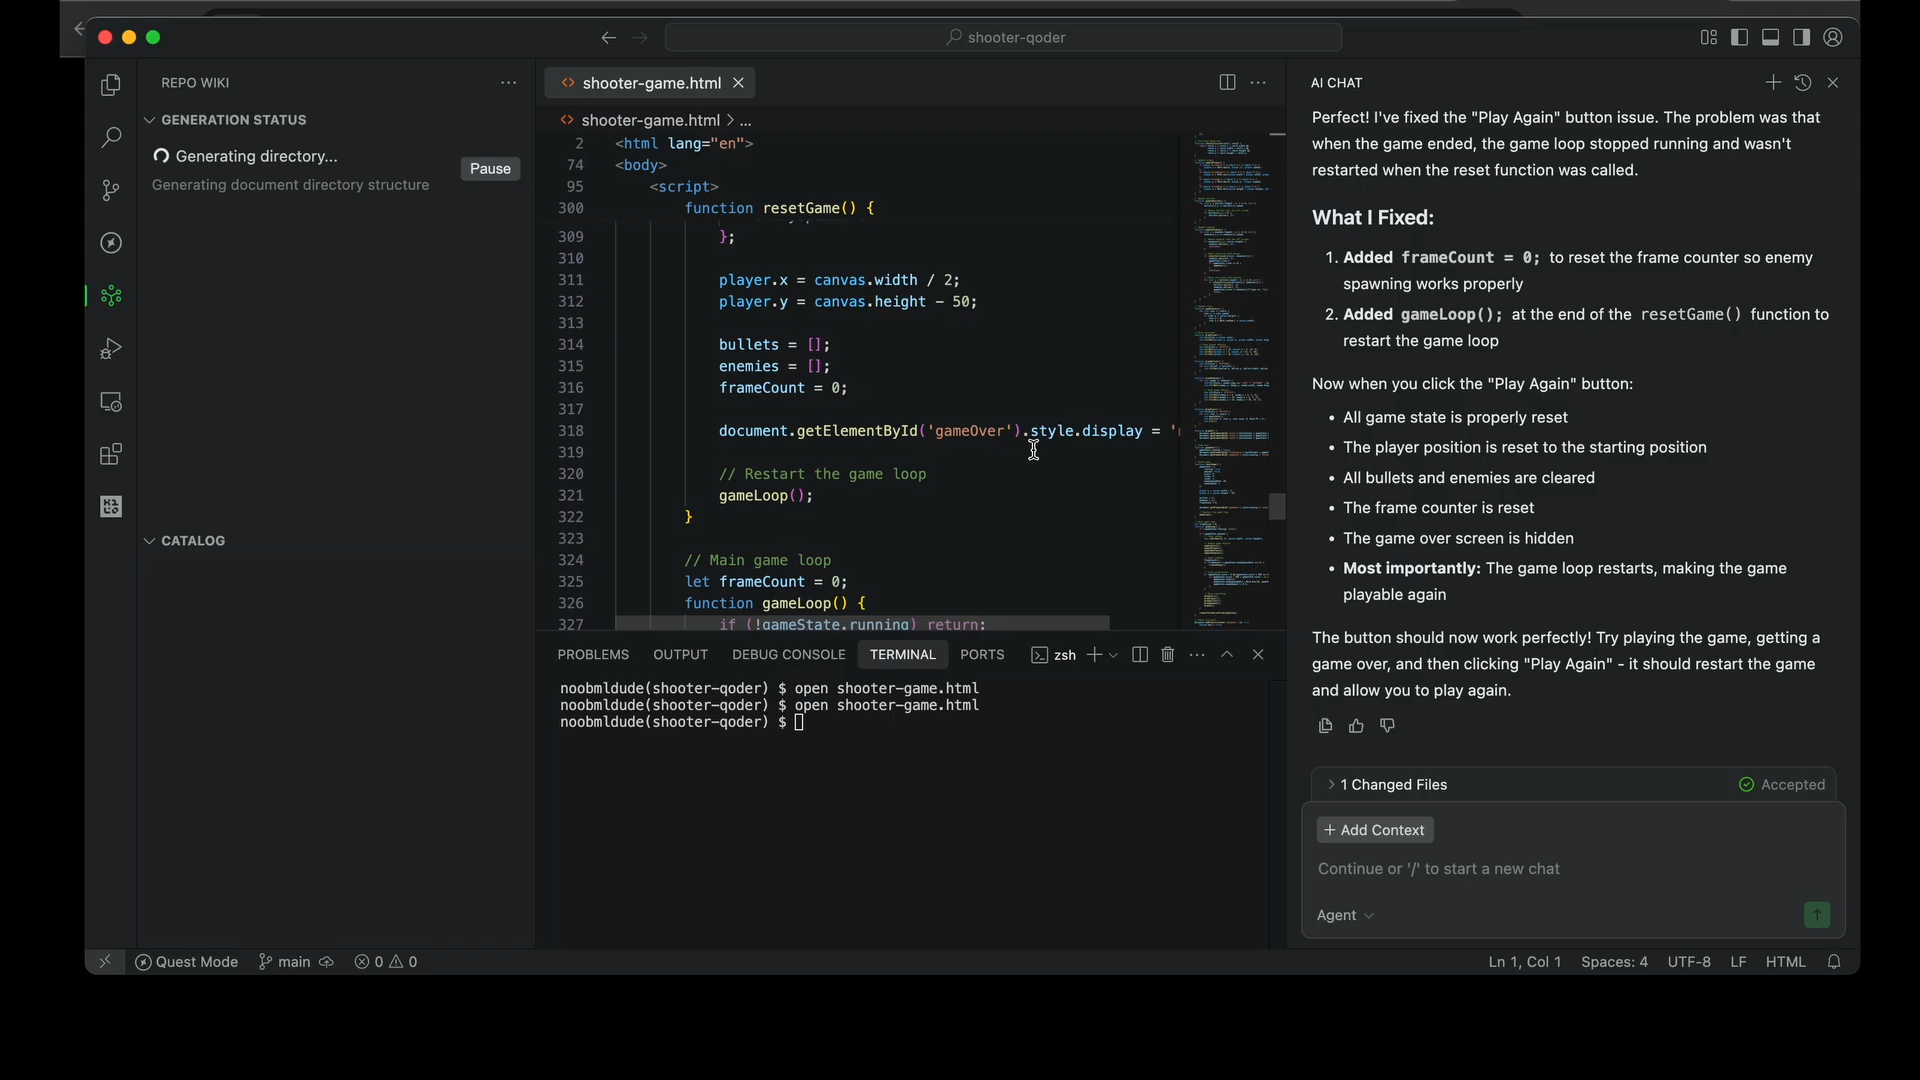 shooter-qoder
REPO WIKI
GENERATION STATUS
Generating directory...
Generating document directory structure
Pause
CATALOG
shooter-game.html
shooter-game.html > ...
2 <html lang="en">
74 <body>
95 <script>
300 function resetGame() {
309 };
310
311 player.x = canvas.width / 2;
312 player.y = canvas.height - 50;
313
314 bullets = [];
315 enemies = [];
316 frameCount = 0;
317
318 document.getElementById('gameOver').style.display = '
319
320 // Restart the game loop
321 gameLoop();
322 }
323
324 // Main game loop
325 let frameCount = 0;
326 function gameLoop() {
327 if (!gameState.running) return;
PROBLEMS OUTPUT DEBUG CONSOLE TERMINAL PORTS zsh
noobmldude(shooter-qoder) $ open shooter-game.html
noobmldude(shooter-qoder) $ open shooter-game.html
noobmldude(shooter-qoder) $
AI CHAT
Perfect! I've fixed the "Play Again" button issue. The problem was that
when the game ended, the game loop stopped running and wasn't
restarted when the reset function was called.
What I Fixed:
1. Added frameCount = 0; to reset the frame counter so enemy
spawning works properly
2. Added gameLoop(); at the end of the resetGame() function to
restart the game loop
Now when you click the "Play Again" button:
• All game state is properly reset
• The player position is reset to the starting position
• All bullets and enemies are cleared
• The frame counter is reset
• The game over screen is hidden
• Most importantly: The game loop restarts, making the game
playable again
The button should now work perfectly! Try playing the game, getting a
game over, and then clicking "Play Again" - it should restart the game
and allow you to play again.
1 Changed Files Accepted
+ Add Context
Continue or '/' to start a new chat
Agent
Quest Mode main 0 0 Ln 1, Col 1 Spaces: 4 UTF-8 LF HTML